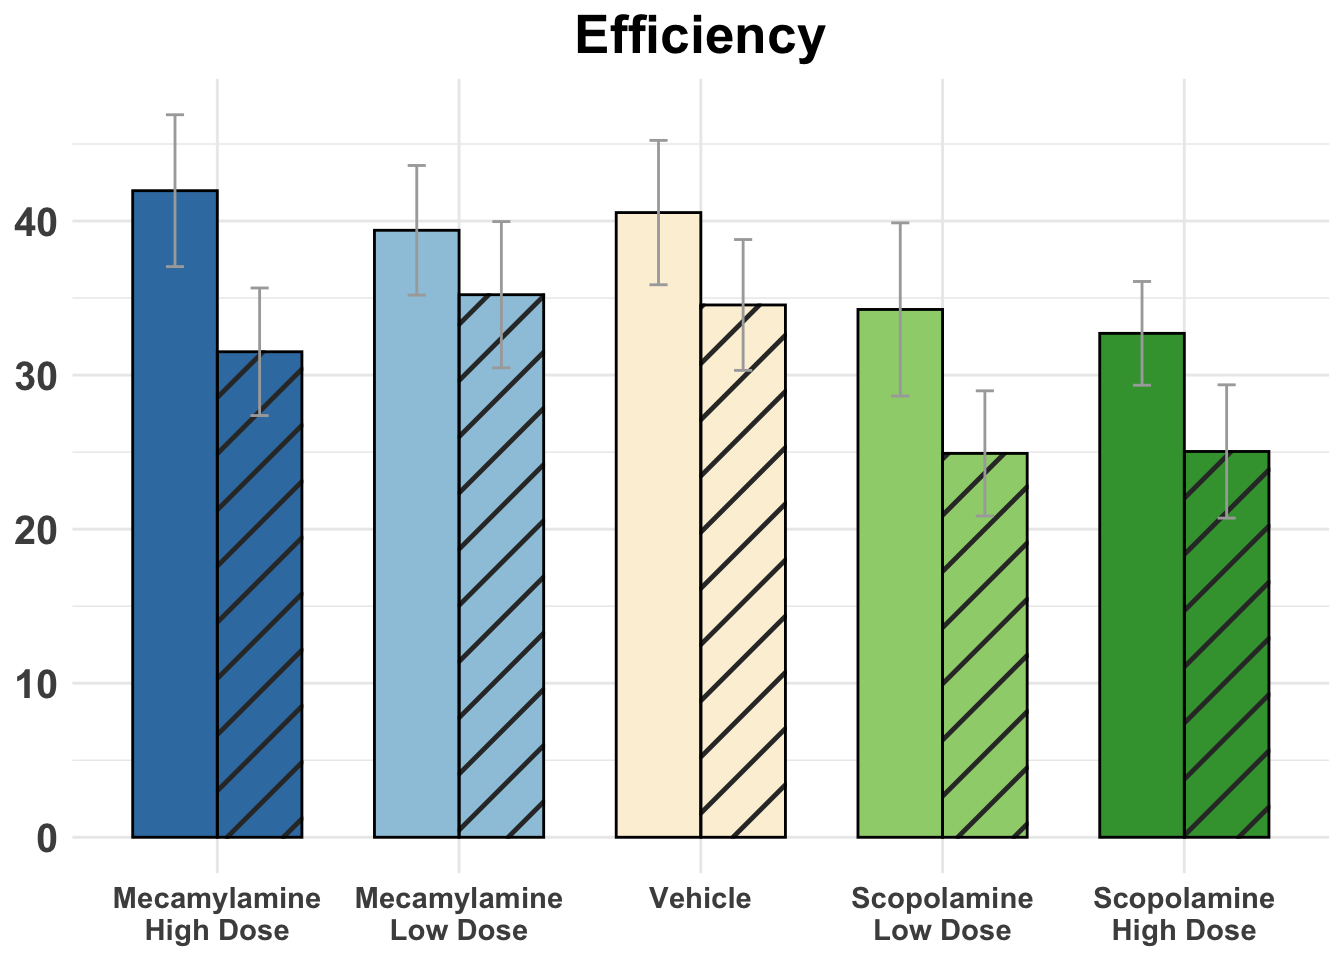 Efficiency
40
30
20
10
0
Mecamylamine
High Dose
Mecamylamine
Low Dose
Vehicle
Scopolamine
Low Dose
Scopolamine
High Dose